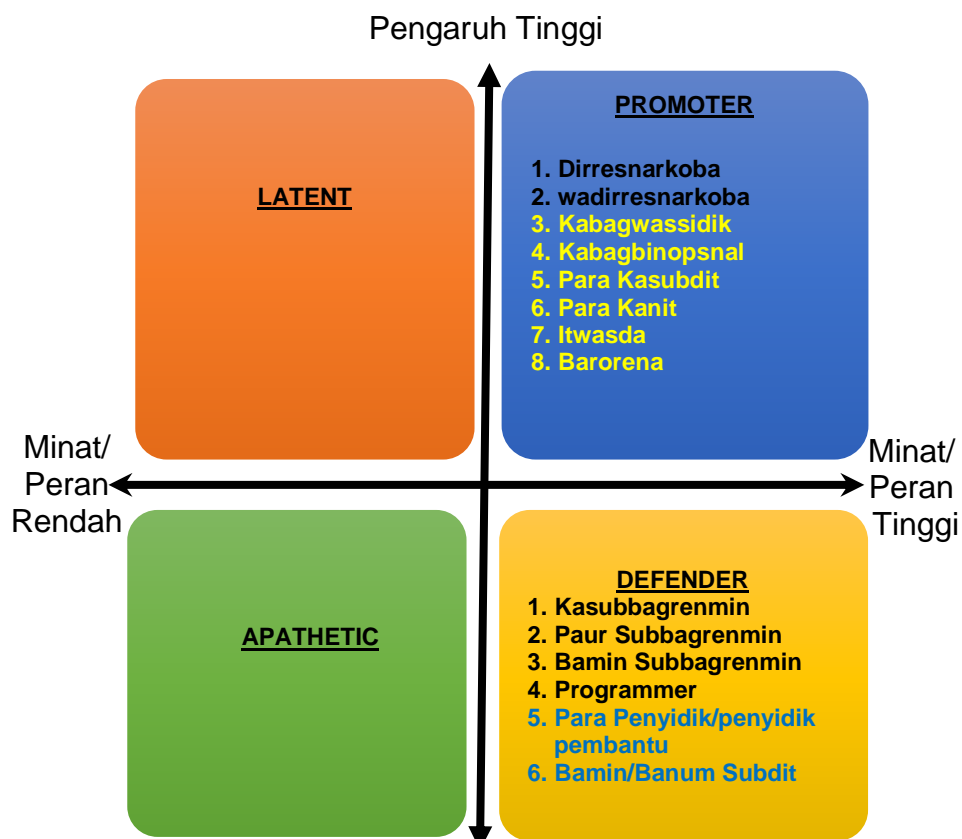 Pengaruh Tinggi
LATENT
PROMOTER
1. Dirresnarkoba
2. wadirresnarkoba
3. Kabagwassidik
4. Kabagbinopsnal
5. Para Kasubdit
6. Para Kanit
7. Itwasda
8. Barorena
Minat/
Peran
Rendah
Minat/
Peran
Tinggi
APATHETIC
DEFENDER
1. Kasubbagrenmin
2. Paur Subbagrenmin
3. Bamin Subbagrenmin
4. Programmer
5. Para Penyidik/penyidik
pembantu
6. Bamin/Banum Subdit